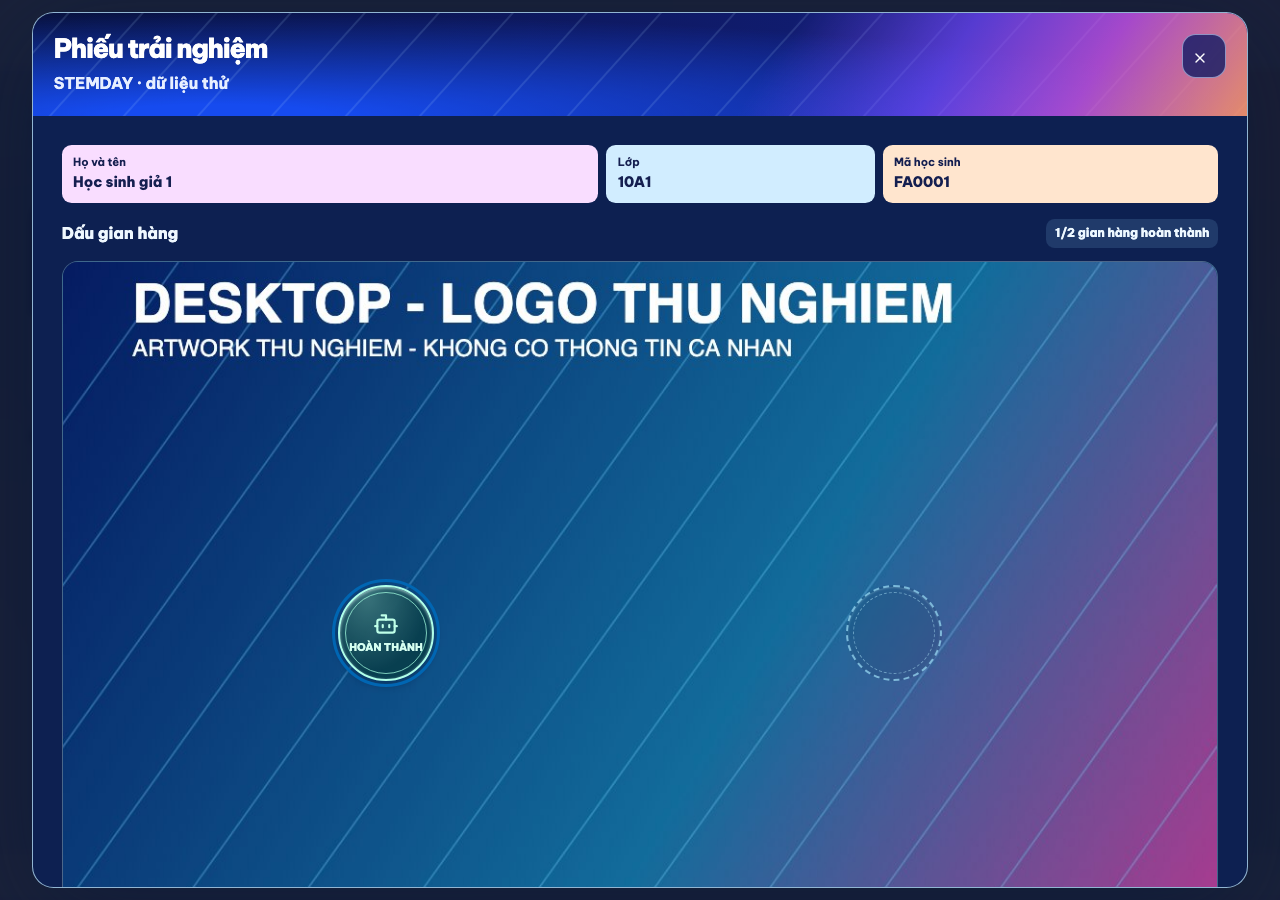 Phiếu trải nghiệm
STEMDAY · dữ liệu thử
×
Họ và tên
Học sinh giả 1
Lớp
10A1
Mã học sinh
FA0001
Dấu gian hàng
1/2 gian hàng hoàn thành
DESKTOP - LOGO THU NGHIEM
ARTWORK THU NGHIEM - KHONG CO THONG TIN CA NHAN
HOÀN THÀNH